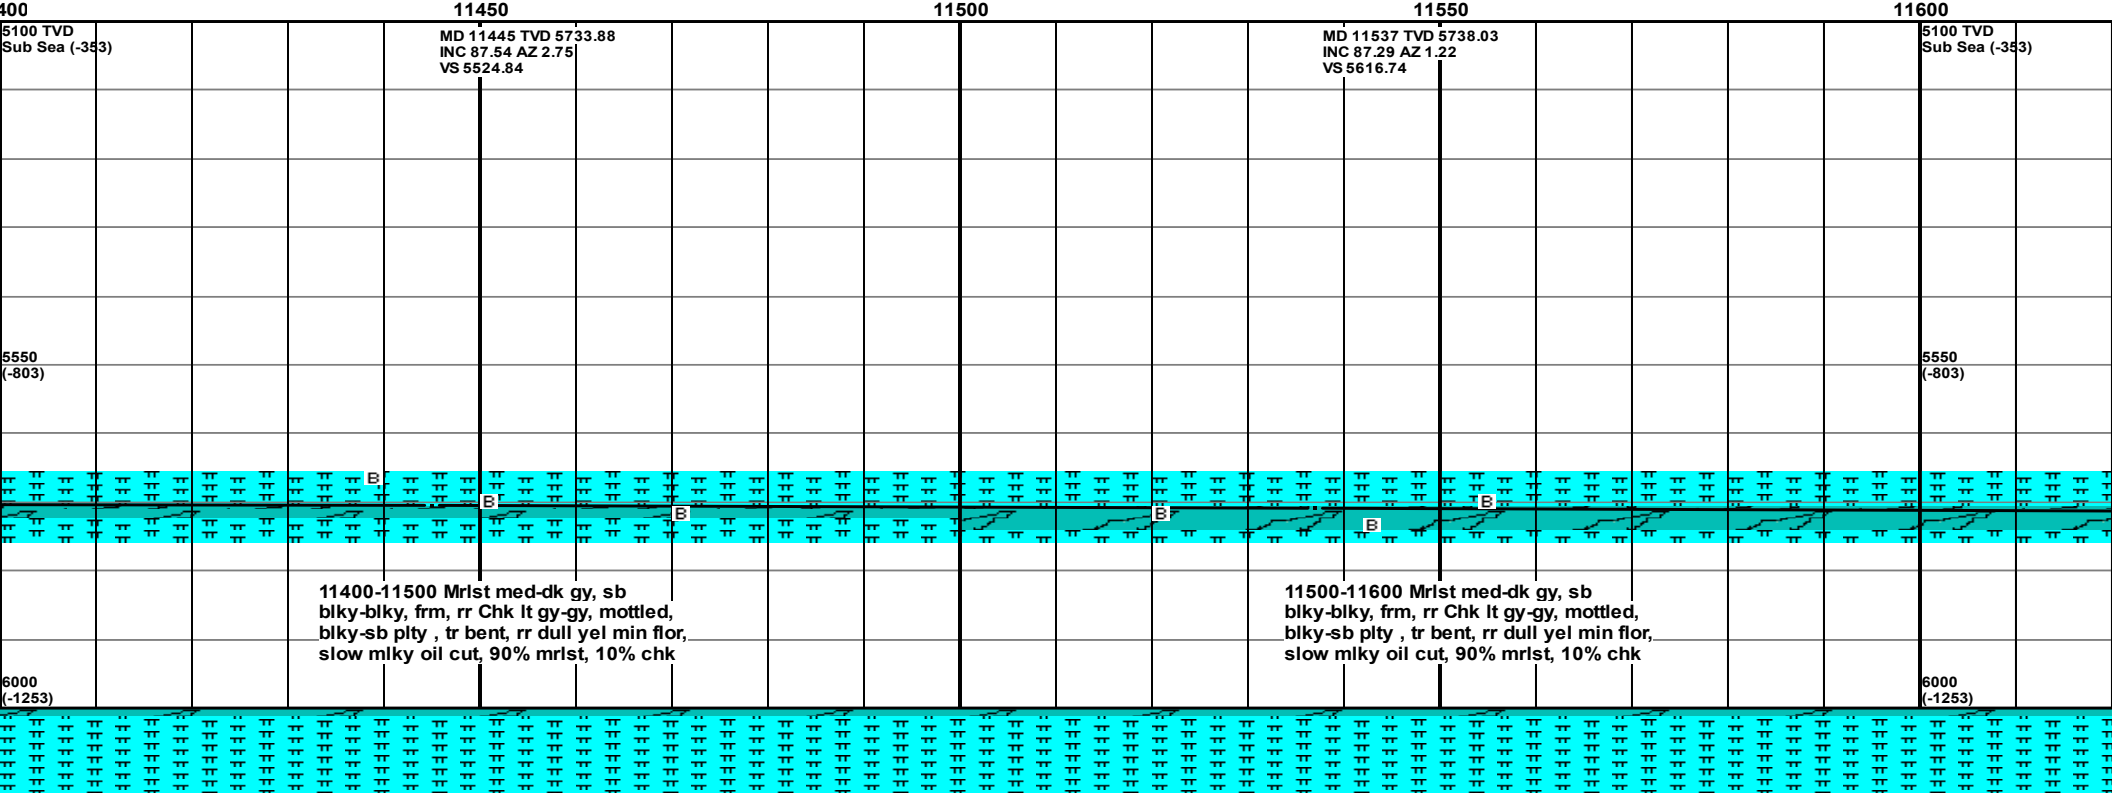 400 11450 11500 11550 11600
5100 TVD
Sub Sea (-353)
MD 11445 TVD 5733.88
INC 87.54 AZ 2.75
VS 5524.84
MD 11537 TVD 5738.03
INC 87.29 AZ 1.22
VS 5616.74
5100 TVD
Sub Sea (-353)
5550
(-803)
5550
(-803)
B
B
B
B
B
B
11400-11500 Mrlst med-dk gy, sb
blky-blky, frm, rr Chk lt gy-gy, mottled,
blky-sb plty , tr bent, rr dull yel min flor,
slow mlky oil cut, 90% mrlst, 10% chk
11500-11600 Mrlst med-dk gy, sb
blky-blky, frm, rr Chk lt gy-gy, mottled,
blky-sb plty , tr bent, rr dull yel min flor,
slow mlky oil cut, 90% mrlst, 10% chk
6000
(-1253)
6000
(-1253)